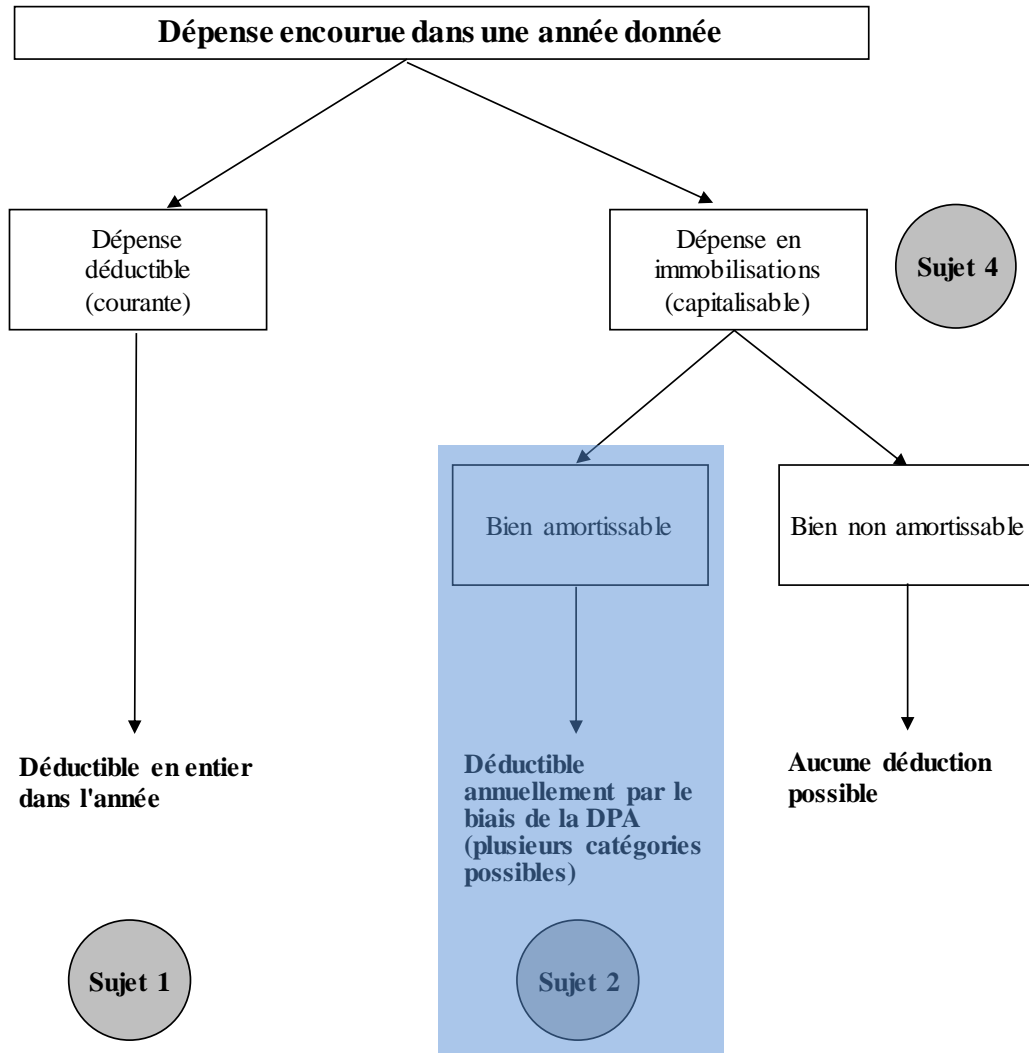 Dépense encourue dans une année donnée
Dépense
déductible
(courante)
Dépense en
immobilisations
(capitalisable)
Sujet 4
Bien amortissable
Bien non amortissable
Déductible en entier
dans l'année
Déductible
annuellement par le
biais de la DPA
(plusieurs catégories
possibles)
Aucune déduction
possible
Sujet 1
Sujet 2